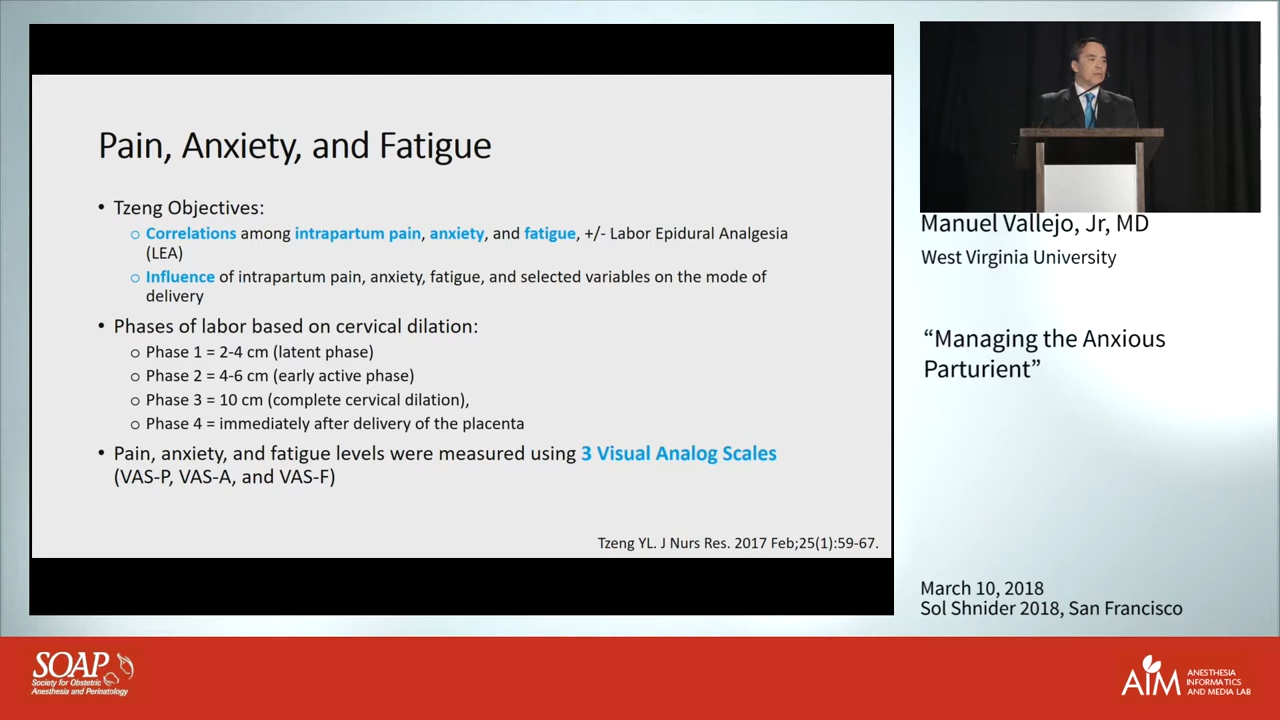 Pain, Anxiety, and Fatigue
• Tzeng Objectives:
o Correlations among intrapartum pain, anxiety, and fatigue, +/- Labor Epidural Analgesia
(LEA)
o Influence of intrapartum pain, anxiety, fatigue, and selected variables on the mode of
delivery
• Phases of labor based on cervical dilation:
o Phase 1 = 2-4 cm (latent phase)
o Phase 2 = 4-6 cm (early active phase)
o Phase 3 = 10 cm (complete cervical dilation),
o Phase 4 = immediately after delivery of the placenta
• Pain, anxiety, and fatigue levels were measured using 3 Visual Analog Scales
(VAS-P, VAS-A, and VAS-F)
Tzeng YL. J Nurs Res. 2017 Feb;25(1):59-67.
Manuel Vallejo, Jr, MD
West Virginia University
“Managing the Anxious
Parturient”
March 10, 2018
Sol Shnider 2018, San Francisco
SOAP
Society for Obstetric
Anesthesia and Perinatology
AIM
ANESTHESIA
INFORMATICS
AND MEDIA LAB